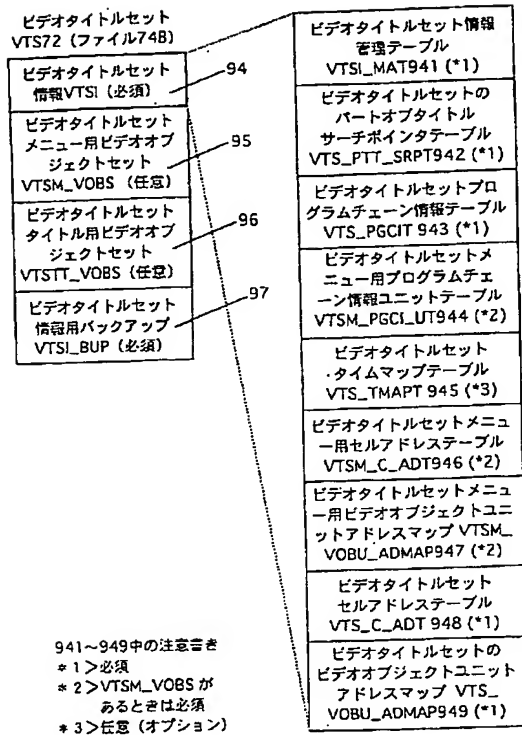 ビデオタイトルセット
VTS72（ファイル74B）
ビデオタイトルセット
情報VTSI（必須）
94
ビデオタイトルセット
メニュー用ビデオオブ
ジェクトセット
VTSM_VOBS （任意）
95
ビデオタイトルセット
タイトル用ビデオオブ
ジェクトセット
VTSTT_VOBS（任意）
96
ビデオタイトルセット
情報用バックアップ
VTSI_BUP（必須）
97
ビデオタイトルセット情報
管理テーブル
VTSI_MAT941 (*1)
ビデオタイトルセットの
パートオブタイトル
サーチポインタテーブル
VTS_PTT_SRPT942 (*1)
ビデオタイトルセットプロ
グラムチェーン情報テーブル
VTS_PGCIT 943 (*1)
ビデオタイトルセットメ
ニュー用プログラムチェ
ーン情報ユニットテーブル
VTSM_PGCI_UT944 (*2)
ビデオタイトルセット
・タイムマップテーブル
VTS_TMAPT 945 (*3)
ビデオタイトルセットメニュ
ー用セルアドレステーブル
VTSM_C_ADT946 (*2)
ビデオタイトルセットメニュ
ー用ビデオオブジェクトユニ
ットアドレスマップ VTSM_
VOBU_ADMAP947 (*2)
ビデオタイトルセット
セルアドレステーブル
VTS_C_ADT 948 (*1)
ビデオタイトルセットの
ビデオオブジェクトユニット
アドレスマップ VTS_
VOBU_ADMAP949 (*1)
941～949中の注意書き
*1＞必須
*2＞VTSM_VOBS が
あるときは必須
*3＞任意（オプション）